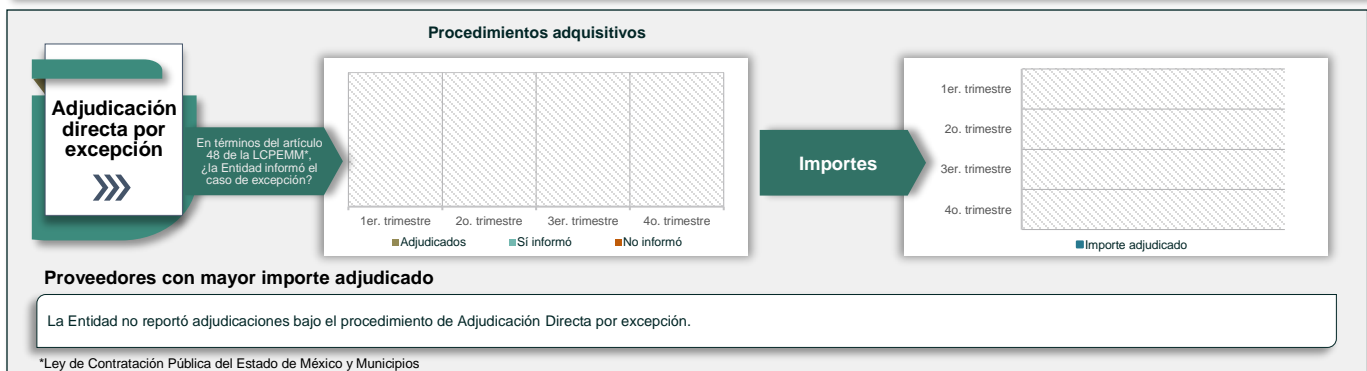 Procedimientos adquisitivos
Adjudicación
directa por
excepción
En términos del artículo
48 de la LCPEMM*,
¿la Entidad informó el
caso de excepción?
1er. trimestre
2o. trimestre
3er. trimestre
4o. trimestre
Adjudicados
Sí informó
No informó
Importes
1er. trimestre
2o. trimestre
3er. trimestre
4o. trimestre
Importe adjudicado
Proveedores con mayor importe adjudicado
La Entidad no reportó adjudicaciones bajo el procedimiento de Adjudicación Directa por excepción.
*Ley de Contratación Pública del Estado de México y Municipios